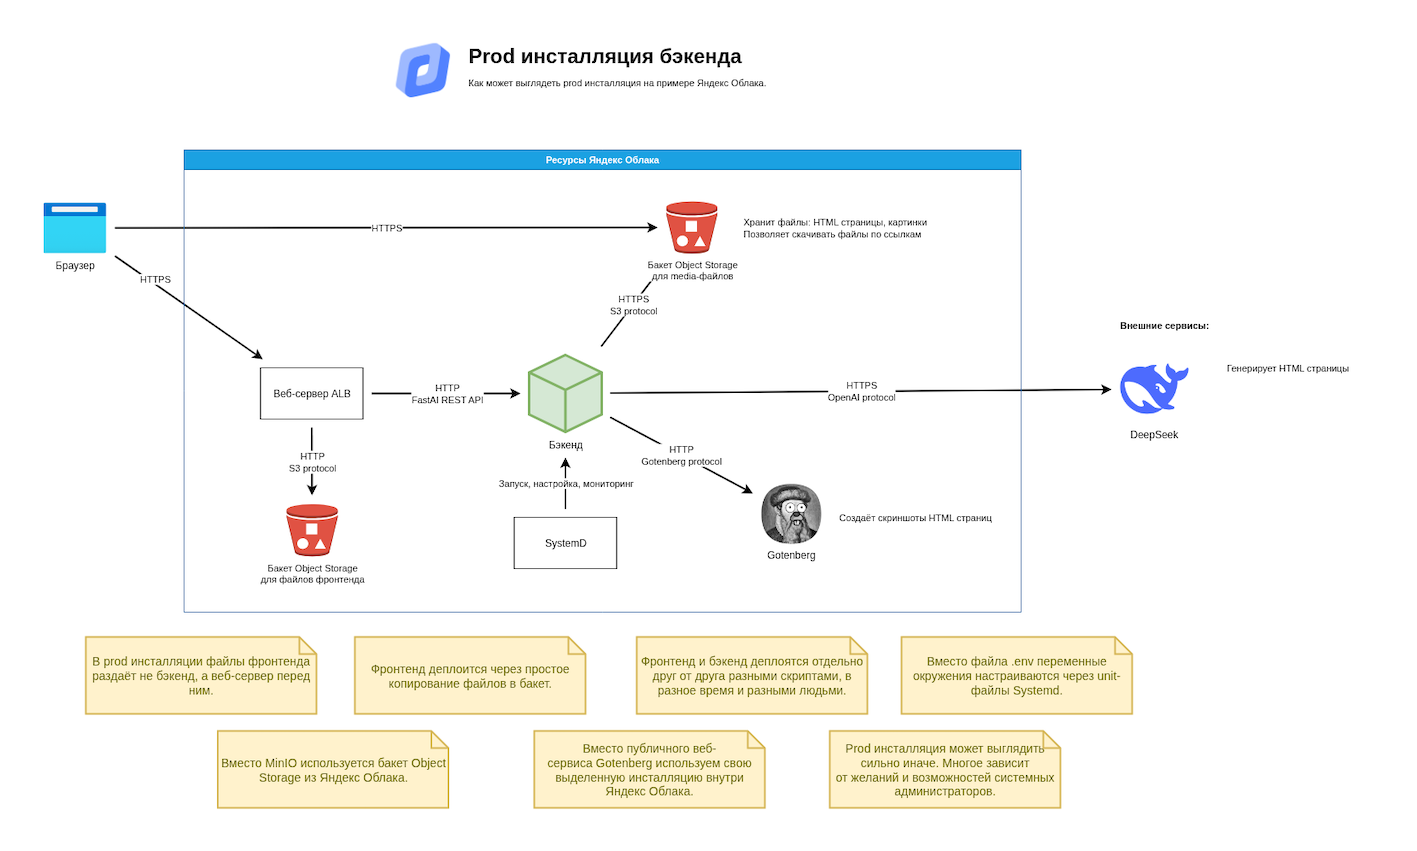 Prod инсталляция бэкенда
Как может выглядеть prod инсталляция на примере Яндекс Облака.
Ресурсы Яндекс Облака
Браузер
HTTPS
HTTPS
Бакет Object Storage
для media-файлов
Хранит файлы: HTML страницы, картинки
Позволяет скачивать файлы по ссылкам
HTTPS
S3 protocol
Внешние сервисы:
Веб-сервер ALB
HTTP
FastAI REST API
Бэкенд
HTTPS
OpenAI protocol
DeepSeek
Генерирует HTML страницы
HTTP
S3 protocol
Запуск, настройка, мониторинг
HTTP
Gotenberg protocol
Бакет Object Storage
для файлов фронтенда
SystemD
Gotenberg
Создаёт скриншоты HTML страниц
В prod инсталляции файлы фронтенда
раздаёт не бэкенд, а веб-сервер перед
ним.
Фронтенд деплоится через простое
копирование файлов в бакет.
Фронтенд и бэкенд деплоятся отдельно
друг от друга разными скриптами, в
разное время и разными людьми.
Вместо файла .env переменные
окружения настраиваются через unit-
файлы Systemd.
Вместо MinIO используется бакет Object
Storage из Яндекс Облака.
Вместо публичного веб-
сервиса Gotenberg используем свою
выделенную инсталляцию внутри
Яндекс Облака.
Prod инсталляция может выглядить
сильно иначе. Многое зависит
от желаний и возможностей системных
администраторов.